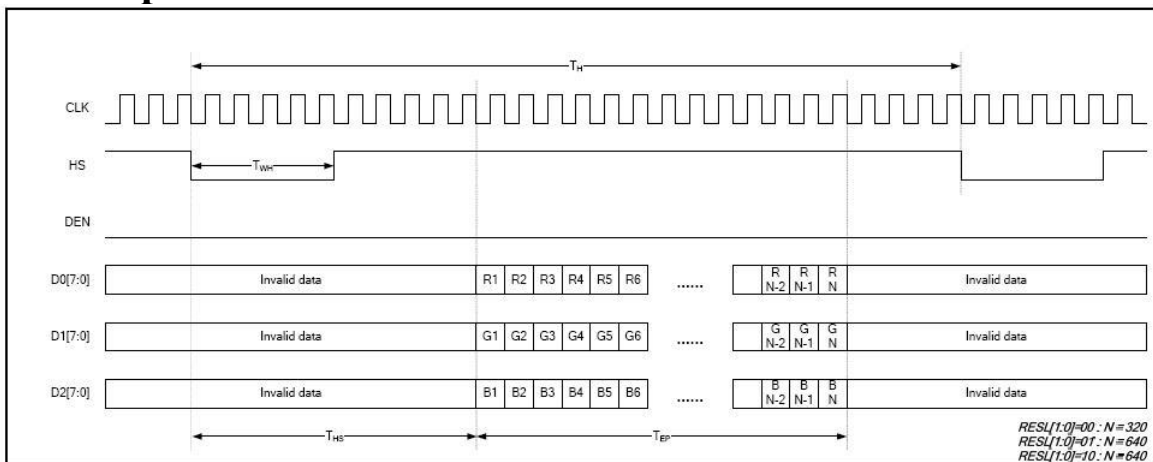 TH
CLK
HS
TWH
DEN
D0[7:0] Invalid data R1 R2 R3 R4 R5 R6 ...... R N-2 R N-1 R N Invalid data
D1[7:0] Invalid data G1 G2 G3 G4 G5 G6 ...... G N-2 G N-1 G N Invalid data
D2[7:0] Invalid data B1 B2 B3 B4 B5 B6 ...... B N-2 B N-1 B N Invalid data
THS TEP
RESL[1:0]=00 : N = 320
RESL[1:0]=01 : N = 640
RESL[1:0]=10 : N = 640